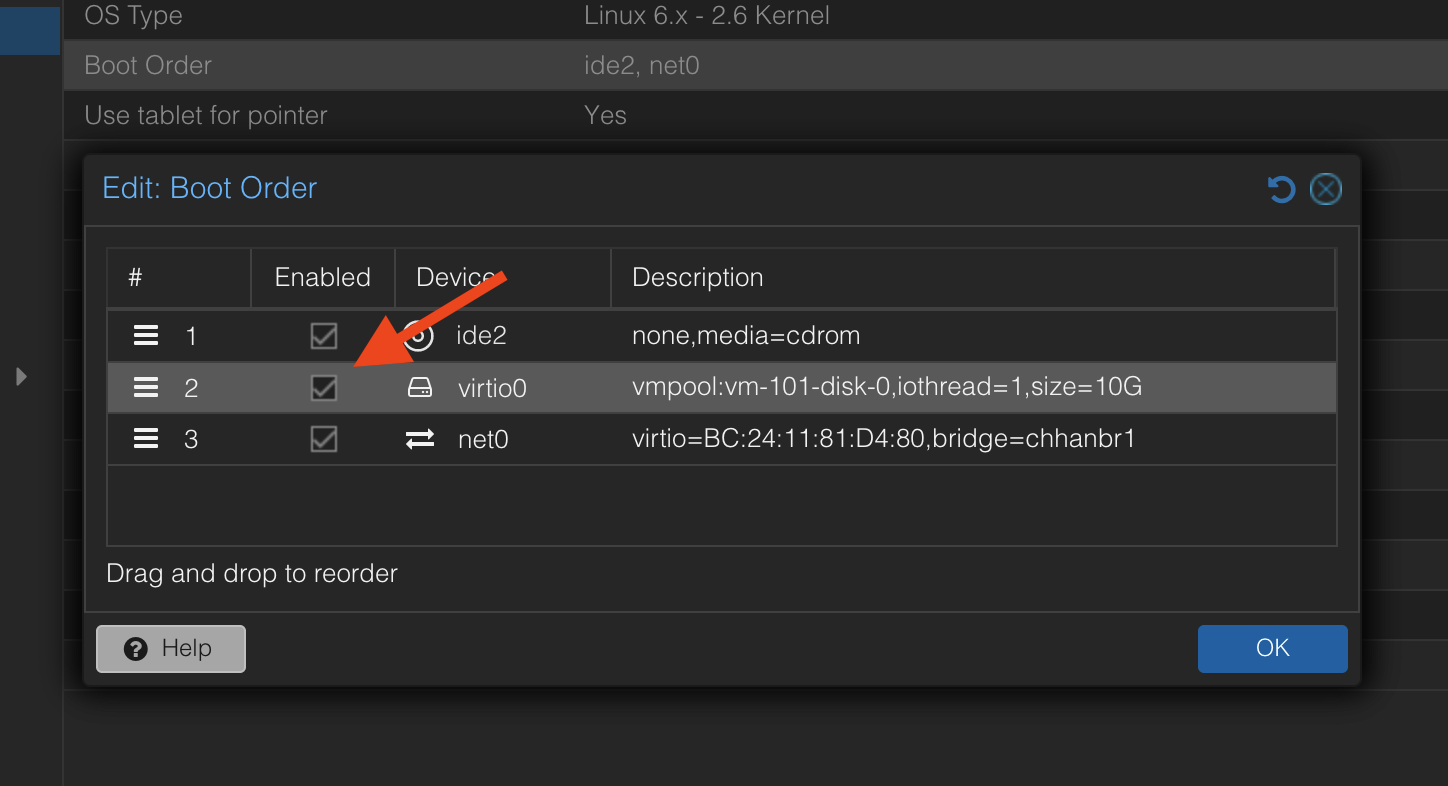 OS Type Linux 6.x - 2.6 Kernel
Boot Order ide2, net0
Use tablet for pointer Yes
Edit: Boot Order
# Enabled Device Description
1 ide2 none,media=cdrom
2 virtio0 vmpool:vm-101-disk-0,iothread=1,size=10G
3 net0 virtio=BC:24:11:81:D4:80,bridge=chhanbr1
Drag and drop to reorder
Help OK